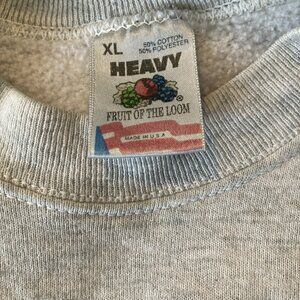 XL
50% COTTON
50% POLYESTER
HEAVY
®
FRUIT OF THE LOOM
MADE IN U.S.A